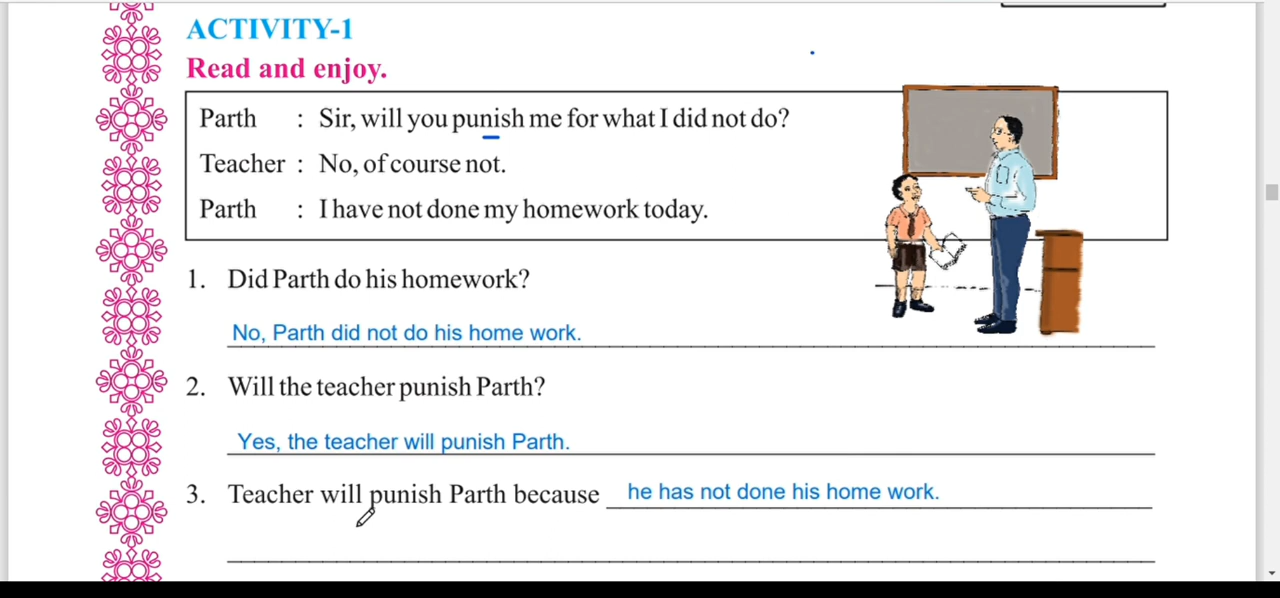 ACTIVITY-1
Read and enjoy.
Parth : Sir, will you punish me for what I did not do?
Teacher : No, of course not.
Parth : I have not done my homework today.
1. Did Parth do his homework?
No, Parth did not do his home work.
2. Will the teacher punish Parth?
Yes, the teacher will punish Parth.
3. Teacher will punish Parth because he has not done his home work.